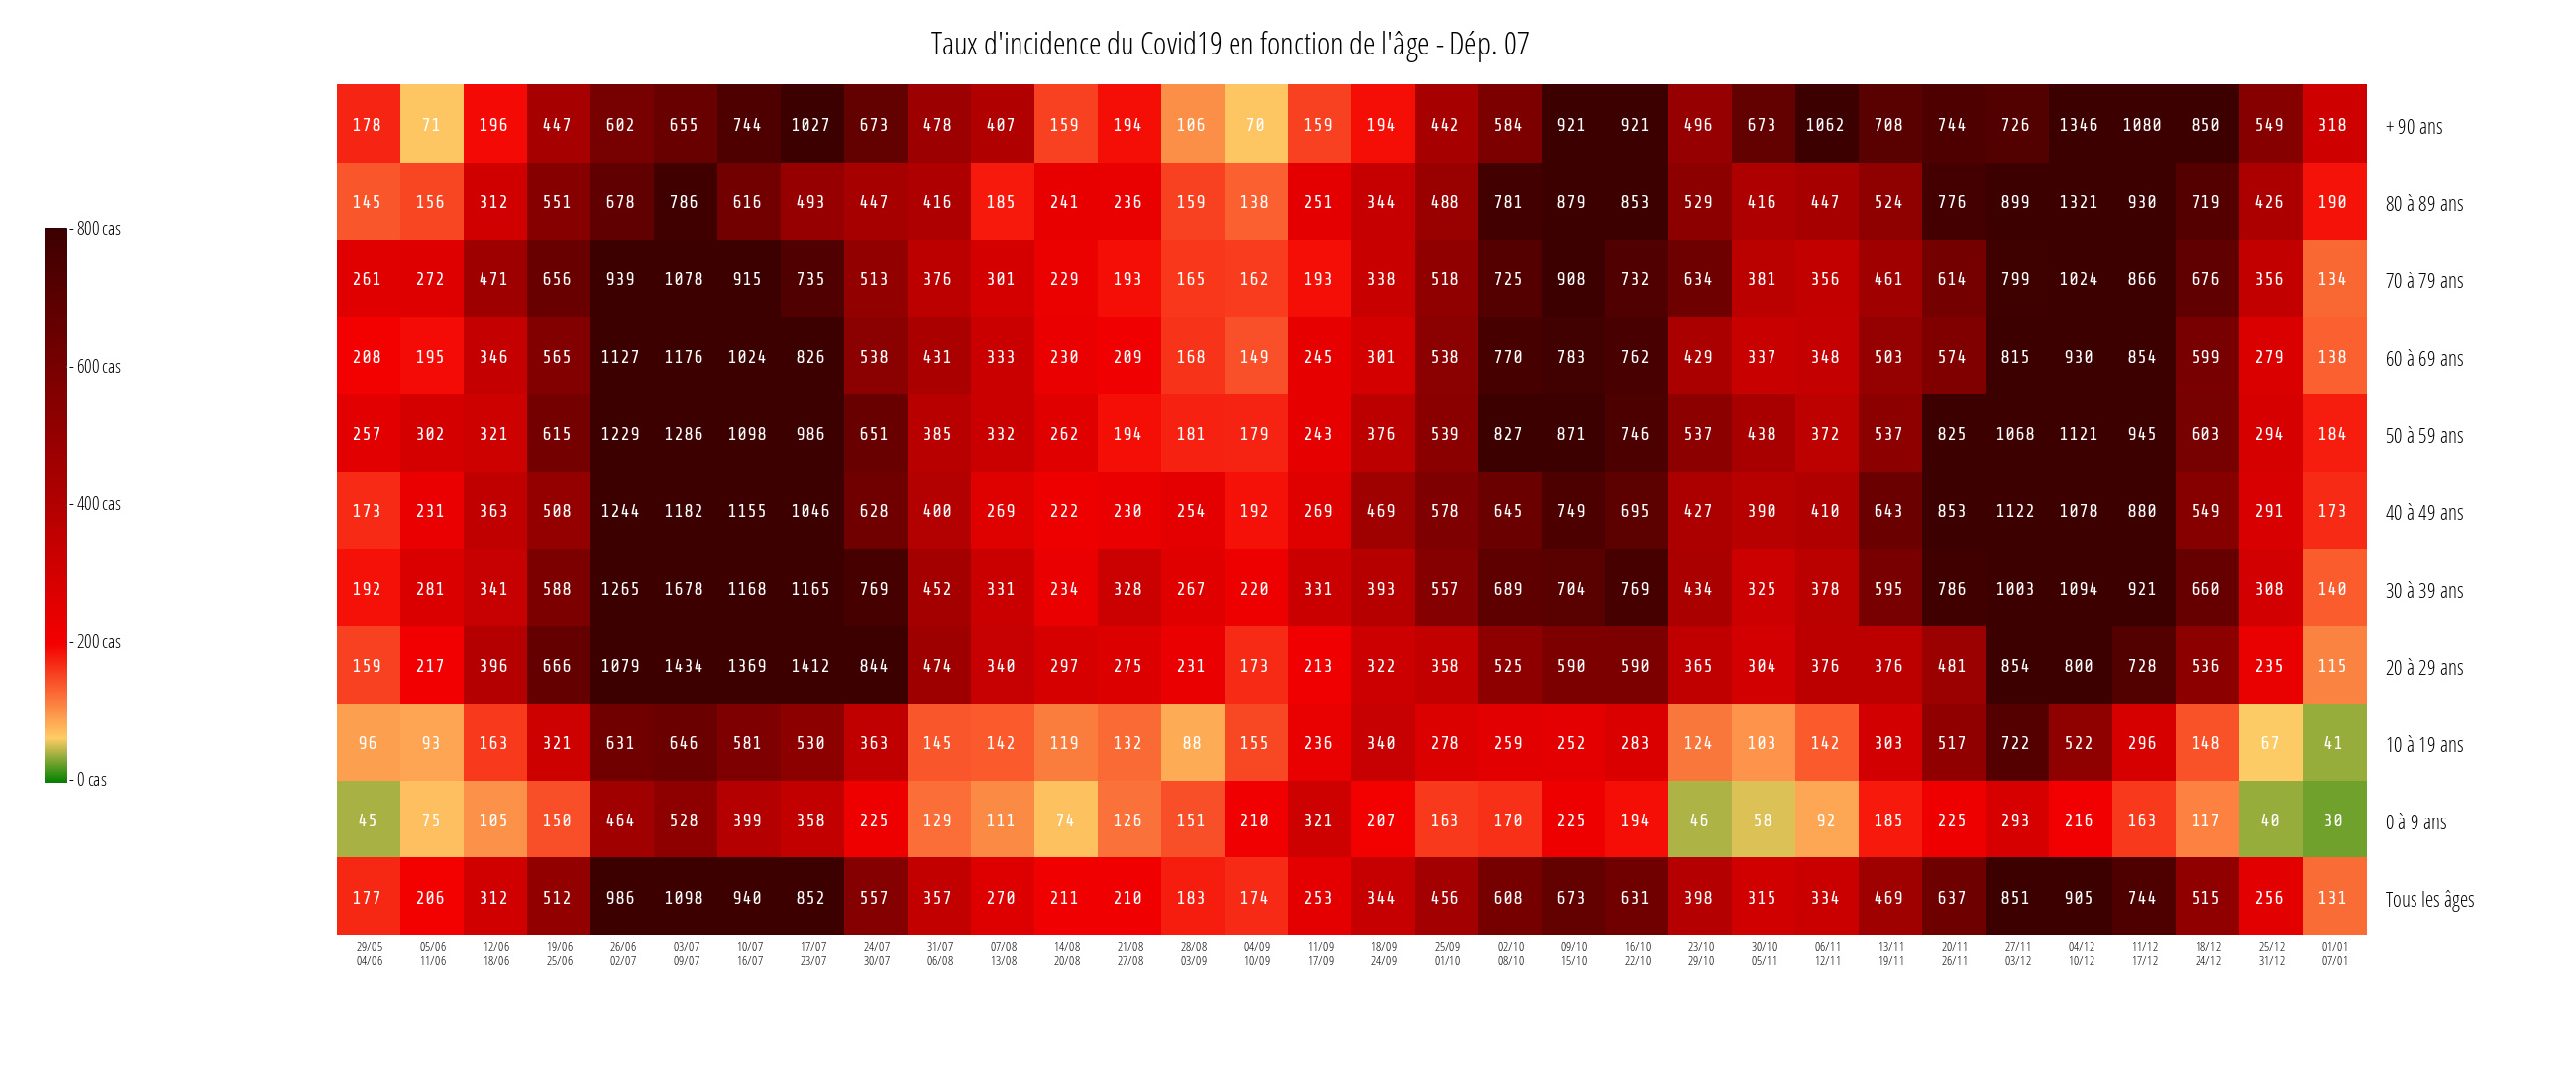 Taux d'incidence du Covid19 en fonction de l'âge - Dép. 07
178 71 196 447 602 655 744 1027 673 478 407 159 194 106 70 159 194 442 584 921 921 496 673 1062 708 744 726 1346 1080 850 549 318 + 90 ans
145 156 312 551 678 786 616 493 447 416 185 241 236 159 138 251 344 488 781 879 853 529 416 447 524 776 899 1321 930 719 426 190 80 à 89 ans
- 800 cas
261 272 471 656 939 1078 915 735 513 376 301 229 193 165 162 193 338 518 725 908 732 634 381 356 461 614 799 1024 866 676 356 134 70 à 79 ans
208 195 346 565 1127 1176 1024 826 538 431 333 230 209 168 149 245 301 538 770 783 762 429 337 348 503 574 815 930 854 599 279 138 60 à 69 ans
- 600 cas
257 302 321 615 1229 1286 1098 986 651 385 332 262 194 181 179 243 376 539 827 871 746 537 438 372 537 825 1068 1121 945 603 294 184 50 à 59 ans
- 400 cas
173 231 363 508 1244 1182 1155 1046 628 400 269 222 230 254 192 269 469 578 645 749 695 427 390 410 643 853 1122 1078 880 549 291 173 40 à 49 ans
192 281 341 588 1265 1678 1168 1165 769 452 331 234 328 267 220 331 393 557 689 704 769 434 325 378 595 786 1003 1094 921 660 308 140 30 à 39 ans
- 200 cas
159 217 396 666 1079 1434 1369 1412 844 474 340 297 275 231 173 213 322 358 525 590 590 365 304 376 376 481 854 800 728 536 235 115 20 à 29 ans
96 93 163 321 631 646 581 530 363 145 142 119 132 88 155 236 340 278 259 252 283 124 103 142 303 517 722 522 296 148 67 41 10 à 19 ans
- 0 cas
45 75 105 150 464 528 399 358 225 129 111 74 126 151 210 321 207 163 170 225 194 46 58 92 185 225 293 216 163 117 40 30 0 à 9 ans
177 206 312 512 986 1098 940 852 557 357 270 211 210 183 174 253 344 456 608 673 631 398 315 334 469 637 851 905 744 515 256 131 Tous les âges
29/05 05/06 12/06 19/06 26/06 03/07 10/07 17/07 24/07 31/07 07/08 14/08 21/08 28/08 04/09 11/09 18/09 25/09 02/10 09/10 16/10 23/10 30/10 06/11 13/11 20/11 27/11 04/12 11/12 18/12 25/12 01/01
04/06 11/06 18/06 25/06 02/07 09/07 16/07 23/07 30/07 06/08 13/08 20/08 27/08 03/09 10/09 17/09 24/09 01/10 08/10 15/10 22/10 29/10 05/11 12/11 19/11 26/11 03/12 10/12 17/12 24/12 31/12 07/01